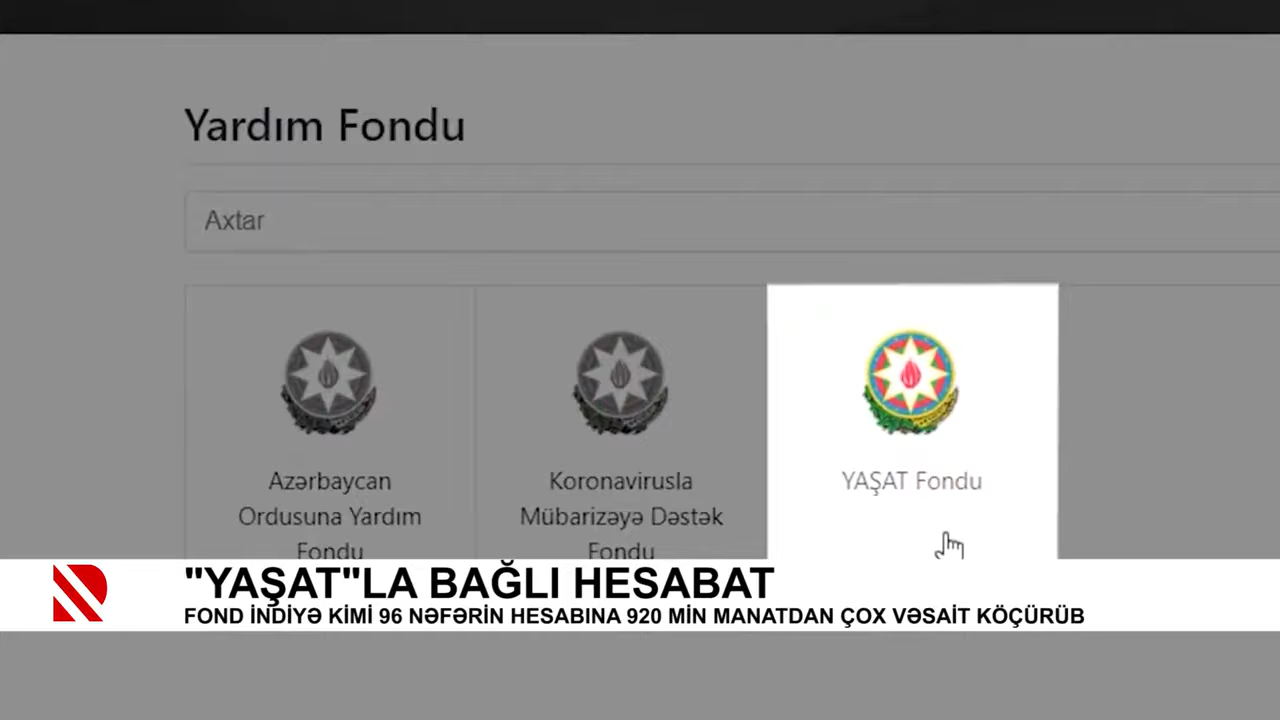 Yardım Fondu
Axtar
Azərbaycan
Ordusuna Yardım
Fondu
Koronavirusla
Mübarizəyə Dəstək
Fondu
YAŞAT Fondu
"YAŞAT"LA BAĞLI HESABAT
FOND İNDİYƏ KİMİ 96 NƏFƏRİN HESABINA 920 MİN MANATDAN ÇOX VƏSAİT KÖÇÜRÜB